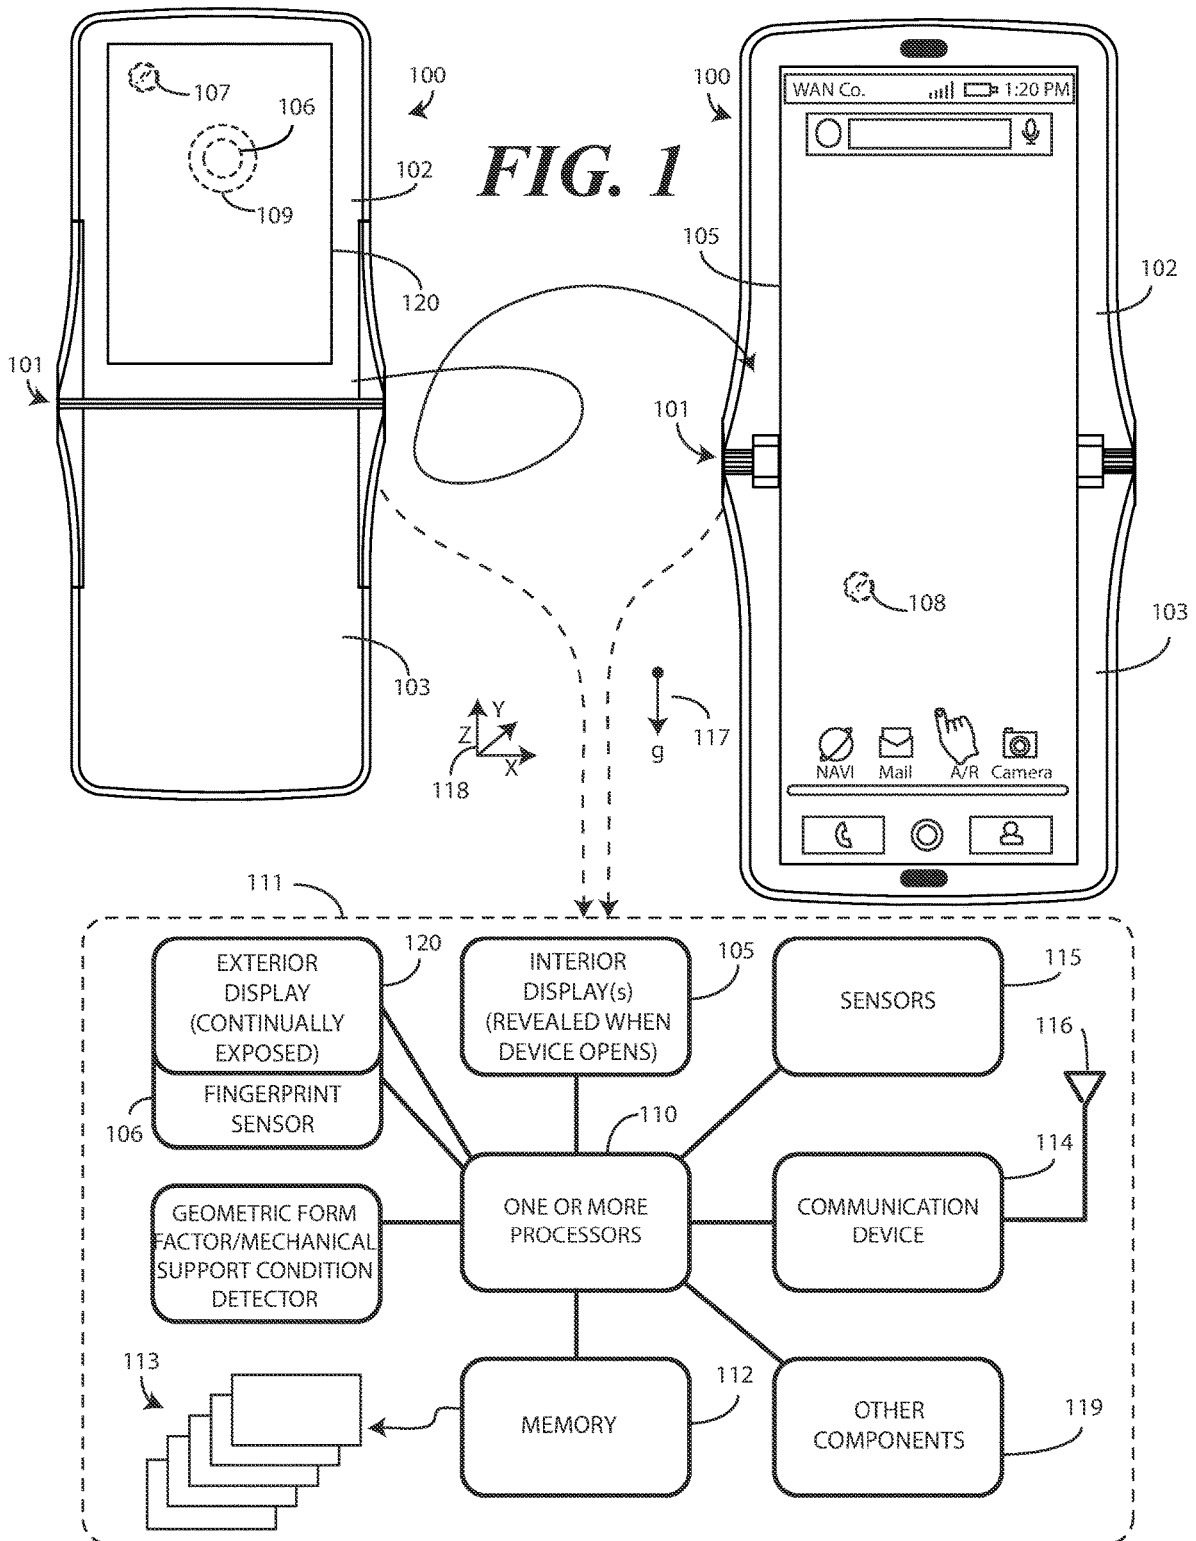 FIG. 1
100
107
106
109
102
120
101
103
118
Z
Y
X
117
g
100
WAN Co.
1:20 PM
105
102
101
108
103
NAVI
Mail
A/R
Camera
111
EXTERIOR
DISPLAY
(CONTINUALLY
EXPOSED)
120
FINGERPRINT
SENSOR
106
INTERIOR
DISPLAY(s)
(REVEALED WHEN
DEVICE OPENS)
105
SENSORS
115
116
110
ONE OR MORE
PROCESSORS
114
COMMUNICATION
DEVICE
GEOMETRIC FORM
FACTOR/MECHANICAL
SUPPORT CONDITION
DETECTOR
113
MEMORY
112
OTHER
COMPONENTS
119